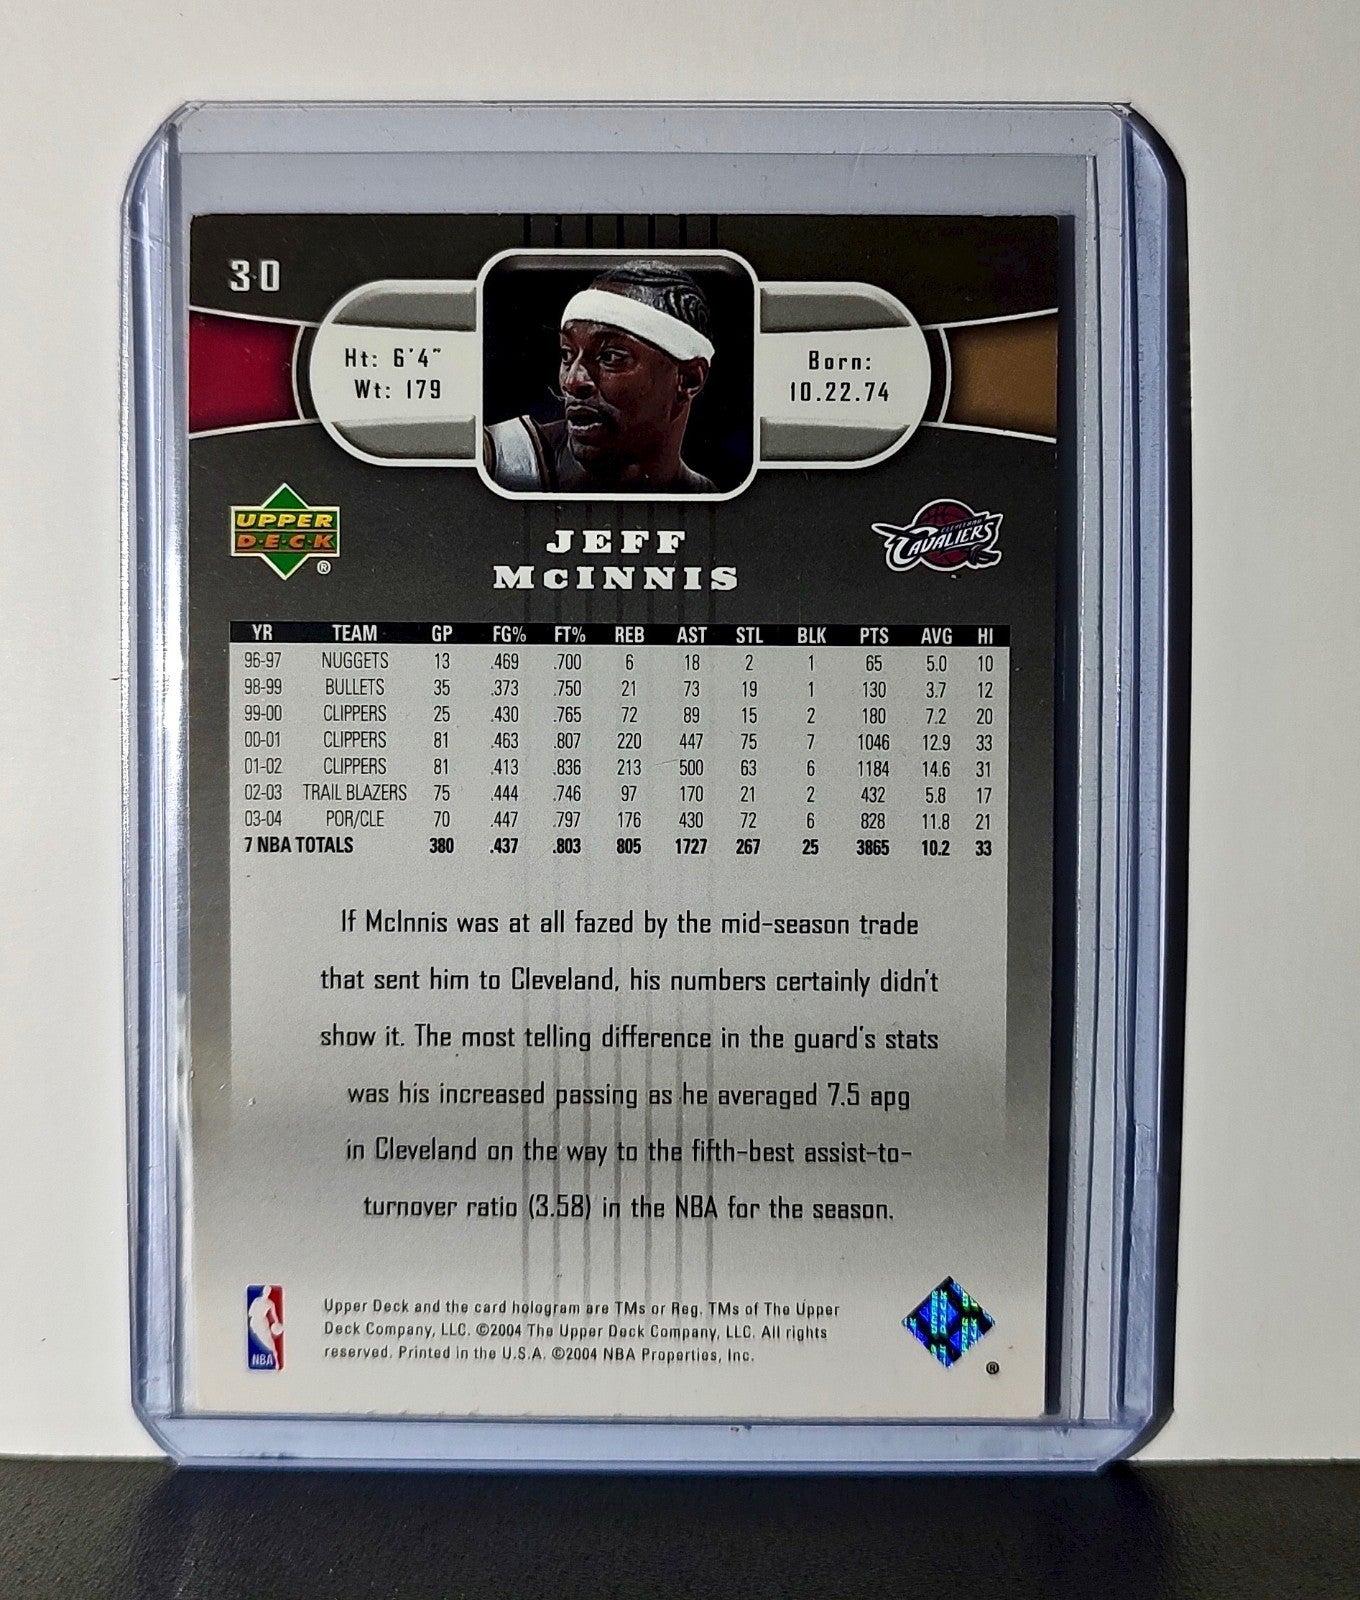 30
Ht: 6'4"
Wt: 179
Born:
10.22.74
UPPER
D·E·C·K
®
CLEVELAND
CAVALIERS
JEFF
McINNIS
YR TEAM GP FG% FT% REB AST STL BLK PTS AVG HI
96-97 NUGGETS 13 .469 .700 6 18 2 1 65 5.0 10
98-99 BULLETS 35 .373 .750 21 73 19 1 130 3.7 12
99-00 CLIPPERS 25 .430 .765 72 89 15 2 180 7.2 20
00-01 CLIPPERS 81 .463 .807 220 447 75 7 1046 12.9 33
01-02 CLIPPERS 81 .413 .836 213 500 63 6 1184 14.6 31
02-03 TRAIL BLAZERS 75 .444 .746 97 170 21 2 432 5.8 17
03-04 POR/CLE 70 .447 .797 176 430 72 6 828 11.8 21
7 NBA TOTALS 380 .437 .803 805 1727 267 25 3865 10.2 33
If McInnis was at all fazed by the mid-season trade
that sent him to Cleveland, his numbers certainly didn't
show it. The most telling difference in the guard's stats
was his increased passing as he averaged 7.5 apg
in Cleveland on the way to the fifth-best assist-to-
turnover ratio (3.58) in the NBA for the season.
NBA
Upper Deck and the card hologram are TMs or Reg. TMs of The Upper
Deck Company, LLC. ©2004 The Upper Deck Company, LLC. All rights
reserved. Printed in the U.S.A. ©2004 NBA Properties, Inc.
UPPER
DECK
®